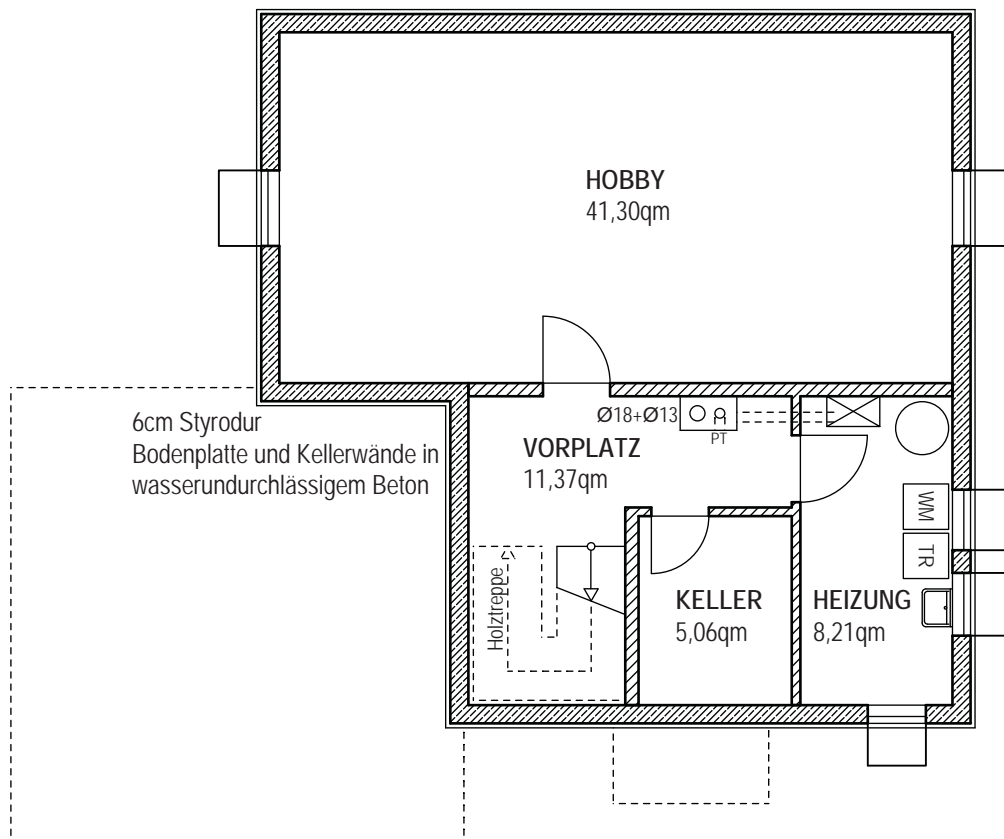 HOBBY
41,30qm
6cm Styrodur
Bodenplatte und Kellerwände in
wasserundurchlässigem Beton
Ø18+Ø13
PT
VORPLATZ
11,37qm
WM
TR
Holztreppe
KELLER
5,06qm
HEIZUNG
8,21qm